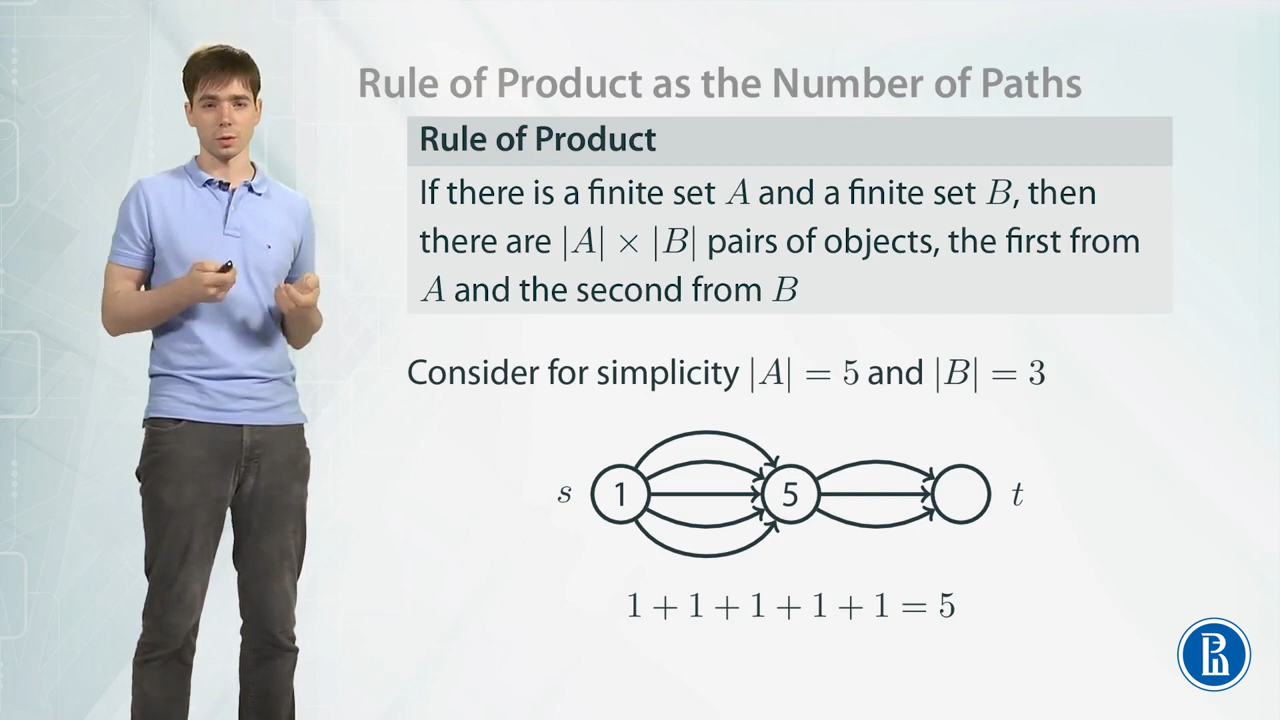 Rule of Product as the Number of Paths
Rule of Product
If there is a finite set A and a finite set B, then
there are |A| × |B| pairs of objects, the first from
A and the second from B
Consider for simplicity |A| = 5 and |B| = 3
s 1 5 t
1 + 1 + 1 + 1 + 1 = 5